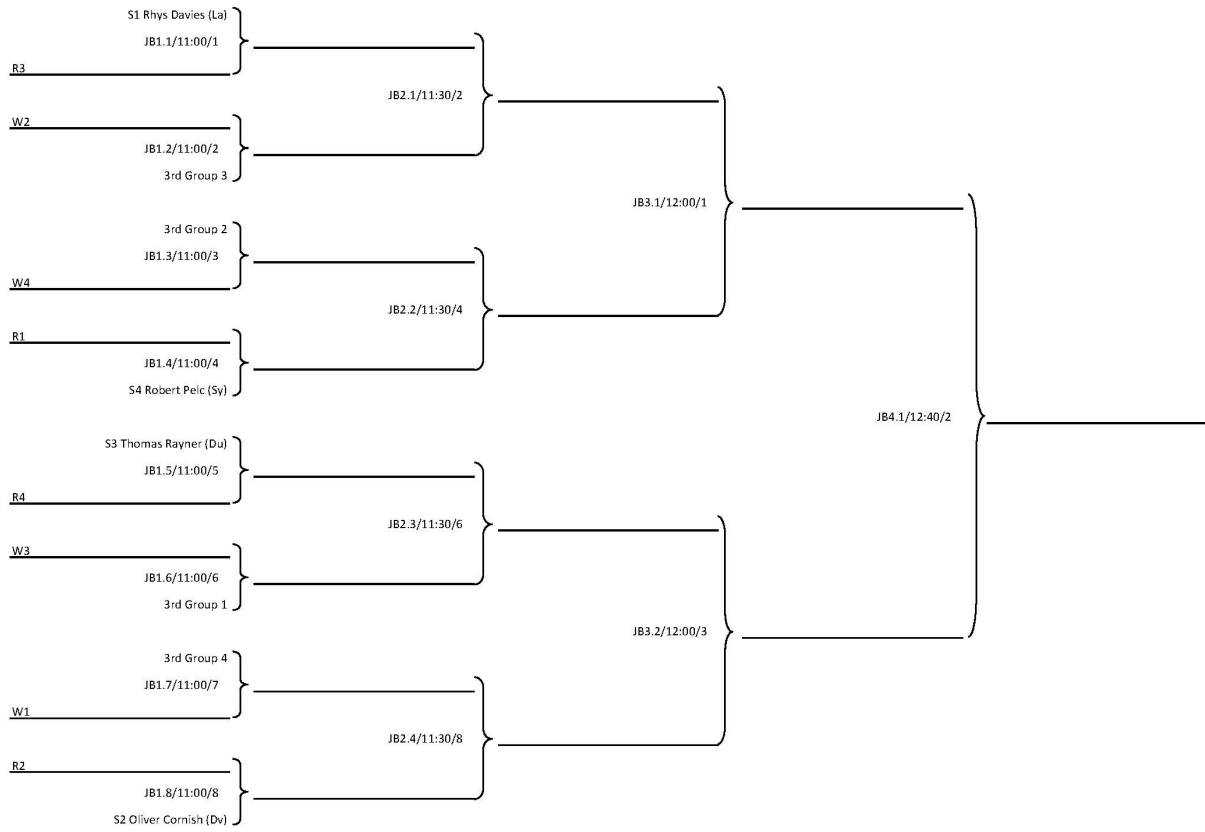 S1 Rhys Davies (La)
JB1.1/11:00/1
R3
JB2.1/11:30/2
W2
JB1.2/11:00/2
3rd Group 3
JB3.1/12:00/1
3rd Group 2
JB1.3/11:00/3
W4
JB2.2/11:30/4
R1
JB1.4/11:00/4
S4 Robert Pelc (Sy)
JB4.1/12:40/2
S3 Thomas Rayner (Du)
JB1.5/11:00/5
R4
JB2.3/11:30/6
W3
JB1.6/11:00/6
3rd Group 1
JB3.2/12:00/3
3rd Group 4
JB1.7/11:00/7
W1
JB2.4/11:30/8
R2
JB1.8/11:00/8
S2 Oliver Cornish (Dv)